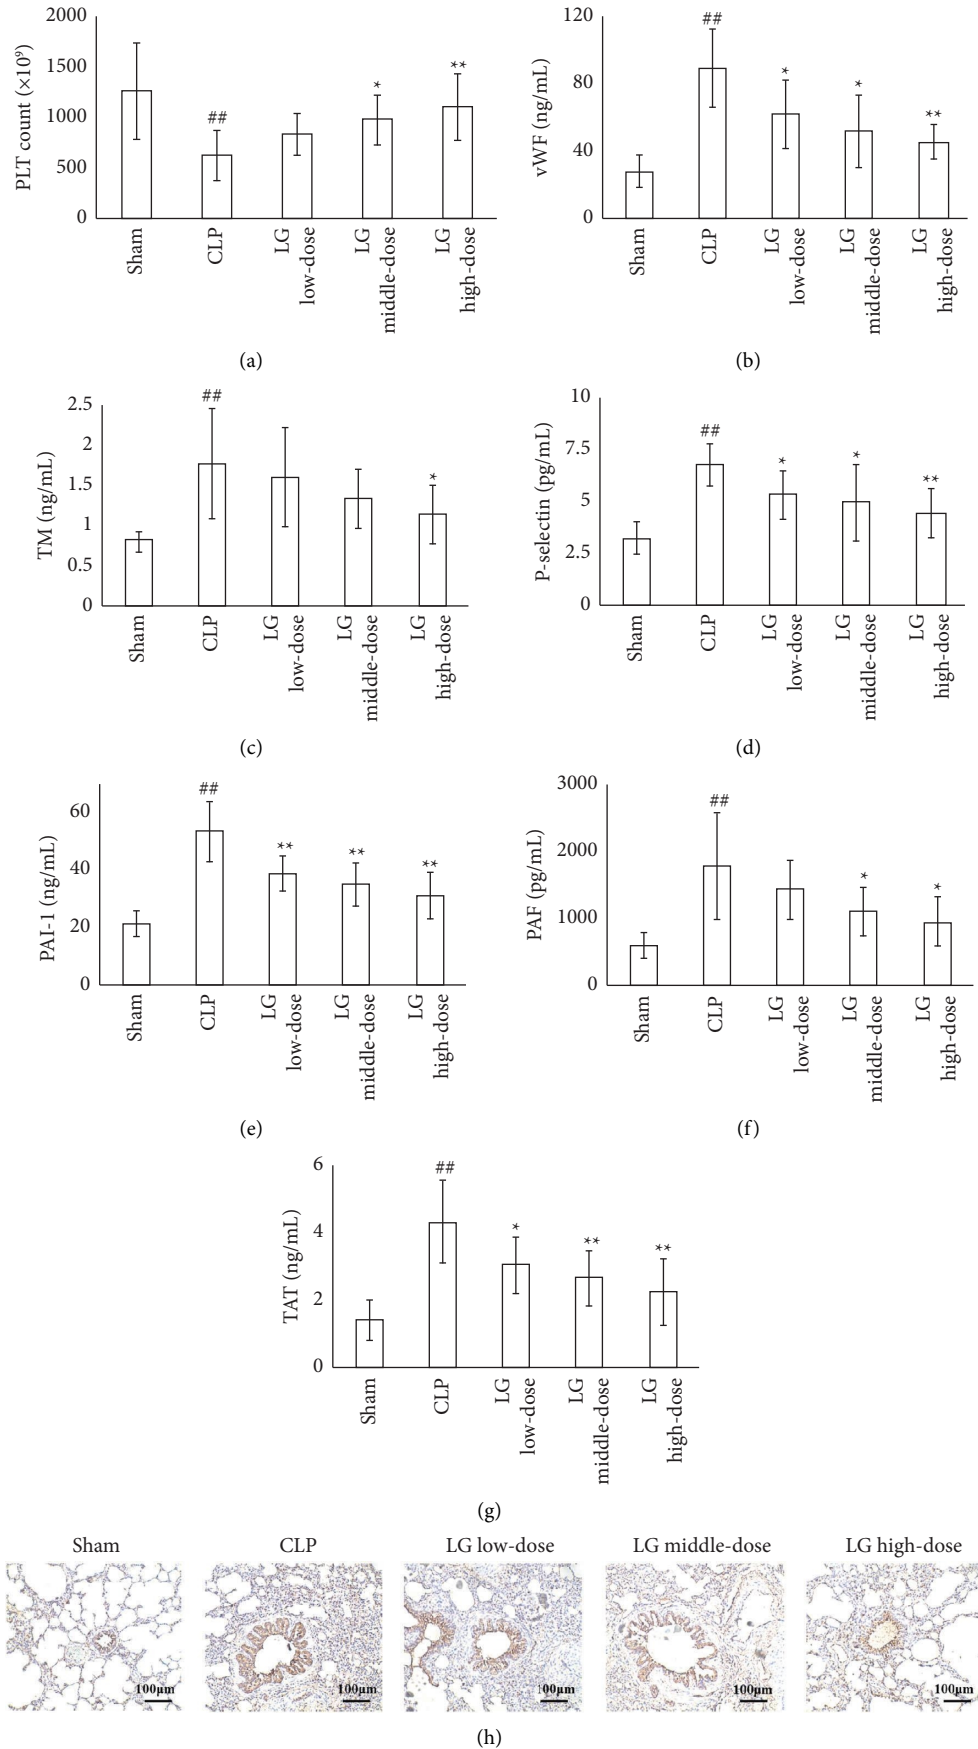 PLT count (×10⁹)
2000
1500
1000
500
0
##
*
**
Sham
CLP
LG
low-dose
LG
middle-dose
LG
high-dose
(a)
vWF (ng/mL)
120
80
40
0
##
*
*
**
Sham
CLP
LG
low-dose
LG
middle-dose
LG
high-dose
(b)
TM (ng/mL)
2.5
2
1.5
1
0.5
0
##
*
Sham
CLP
LG
low-dose
LG
middle-dose
LG
high-dose
(c)
P-selectin (pg/mL)
10
7.5
5
2.5
0
##
*
*
**
Sham
CLP
LG
low-dose
LG
middle-dose
LG
high-dose
(d)
PAI-1 (ng/mL)
60
40
20
0
##
**
**
**
Sham
CLP
LG
low-dose
LG
middle-dose
LG
high-dose
(e)
PAF (pg/mL)
3000
2000
1000
0
##
*
*
Sham
CLP
LG
low-dose
LG
middle-dose
LG
high-dose
(f)
TAT (ng/mL)
6
4
2
0
##
*
**
**
Sham
CLP
LG
low-dose
LG
middle-dose
LG
high-dose
(g)
Sham CLP LG low-dose LG middle-dose LG high-dose
100μm 100μm 100μm 100μm 100μm
(h)